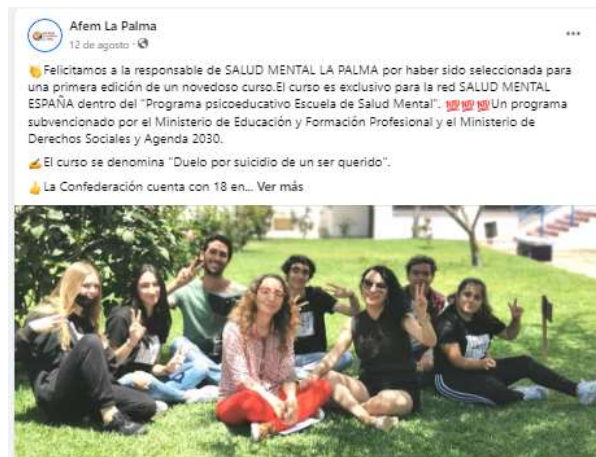 Afem La Palma
12 de agosto ·
👏Felicitamos a la responsable de SALUD MENTAL LA PALMA por haber sido seleccionada para
una primera edición de un novedoso curso.El curso es exclusivo para la red SALUD MENTAL
ESPAÑA dentro del "Programa psicoeducativo Escuela de Salud Mental". 💯💯💯Un programa
subvencionado por el Ministerio de Educación y Formación Profesional y el Ministerio de
Derechos Sociales y Agenda 2030.
✍️El curso se denomina "Duelo por suicidio de un ser querido".
👍La Confederación cuenta con 18 en... Ver más